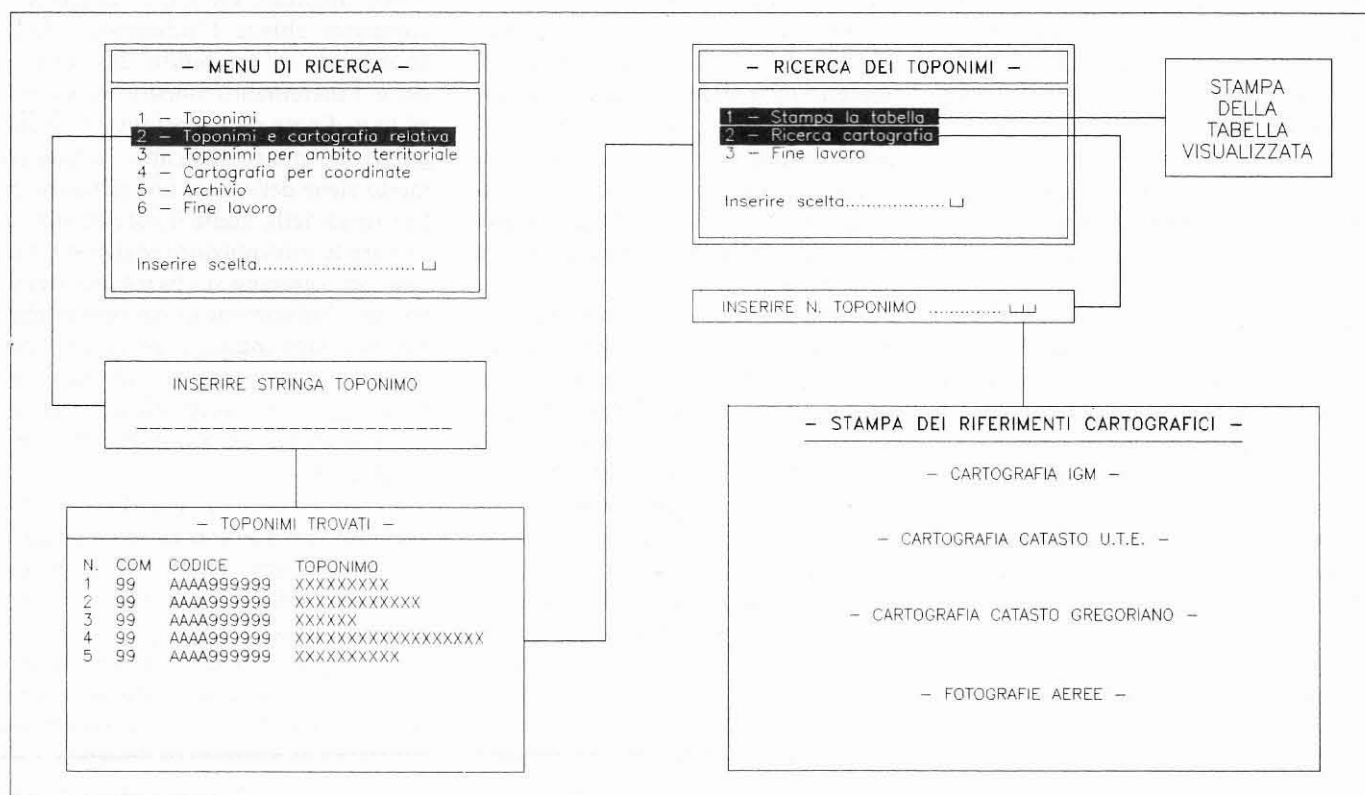 – MENU DI RICERCA –
1 – Toponimi
2 – Toponimi e cartografia relativa
3 – Toponimi per ambito territoriale
4 – Cartografia per coordinate
5 – Archivio
6 – Fine lavoro
Inserire scelta............................
INSERIRE STRINGA TOPONIMO
– TOPONIMI TROVATI –
N. COM CODICE TOPONIMO
1 99 AAAA999999 XXXXXXXXX
2 99 AAAA999999 XXXXXXXXXXXX
3 99 AAAA999999 XXXXXX
4 99 AAAA999999 XXXXXXXXXXXXXXXXXX
5 99 AAAA999999 XXXXXXXXXX
– RICERCA DEI TOPONIMI –
1 – Stampa la tabella
2 – Ricerca cartografia
3 – Fine lavoro
Inserire scelta..................
STAMPA
DELLA
TABELLA
VISUALIZZATA
INSERIRE N. TOPONIMO .............
– STAMPA DEI RIFERIMENTI CARTOGRAFICI –
– CARTOGRAFIA IGM –
– CARTOGRAFIA CATASTO U.T.E. –
– CARTOGRAFIA CATASTO GREGORIANO –
– FOTOGRAFIE AEREE –